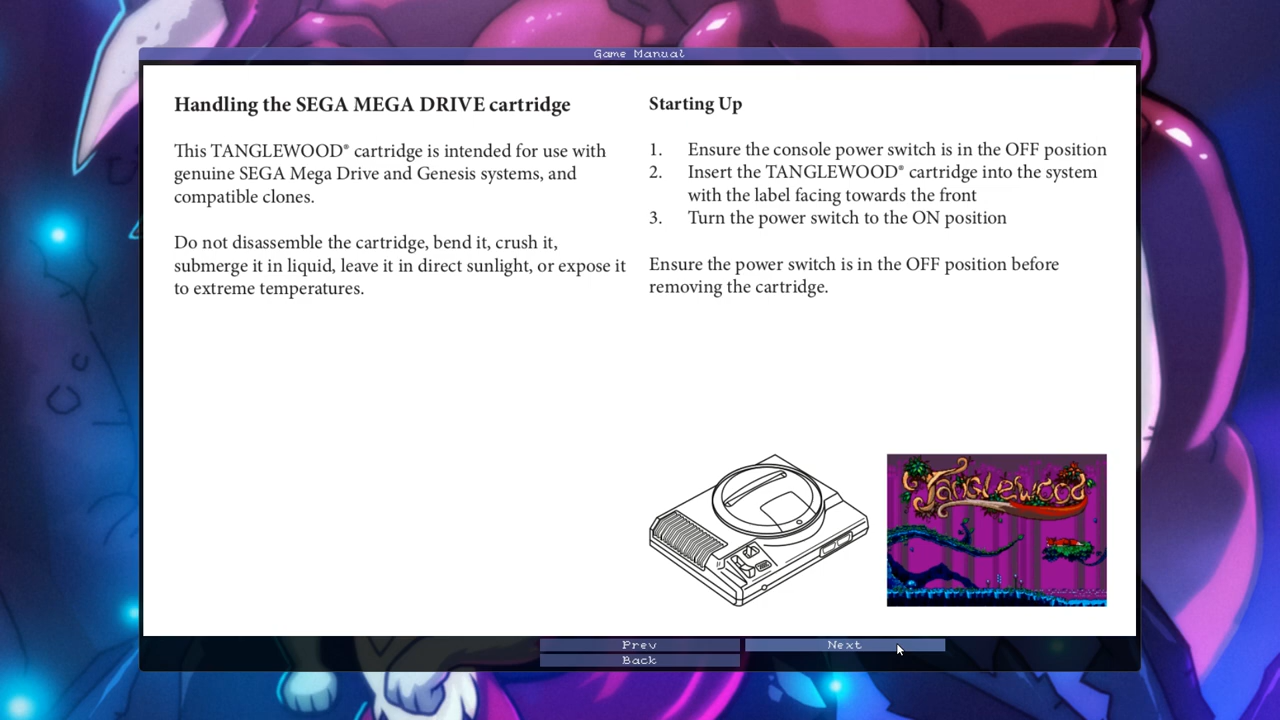 Game Manual
Handling the SEGA MEGA DRIVE cartridge
This TANGLEWOOD® cartridge is intended for use with
genuine SEGA Mega Drive and Genesis systems, and
compatible clones.
Do not disassemble the cartridge, bend it, crush it,
submerge it in liquid, leave it in direct sunlight, or expose it
to extreme temperatures.
Starting Up
1. Ensure the console power switch is in the OFF position
2. Insert the TANGLEWOOD® cartridge into the system
with the label facing towards the front
3. Turn the power switch to the ON position
Ensure the power switch is in the OFF position before
removing the cartridge.
Tanglewood
Prev
Next
Back